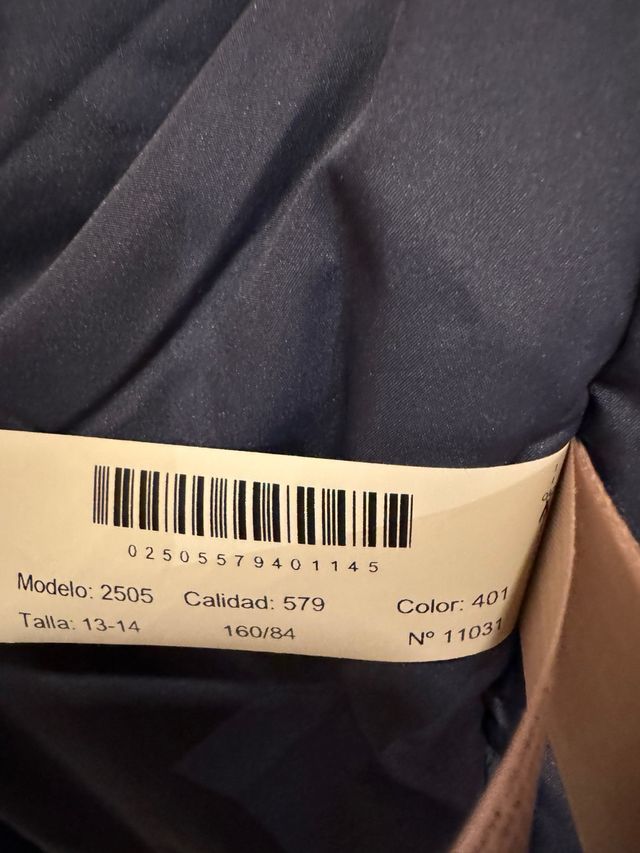 02505579401145
Modelo: 2505 Calidad: 579 Color: 401
Talla: 13-14 160/84 Nº 11031